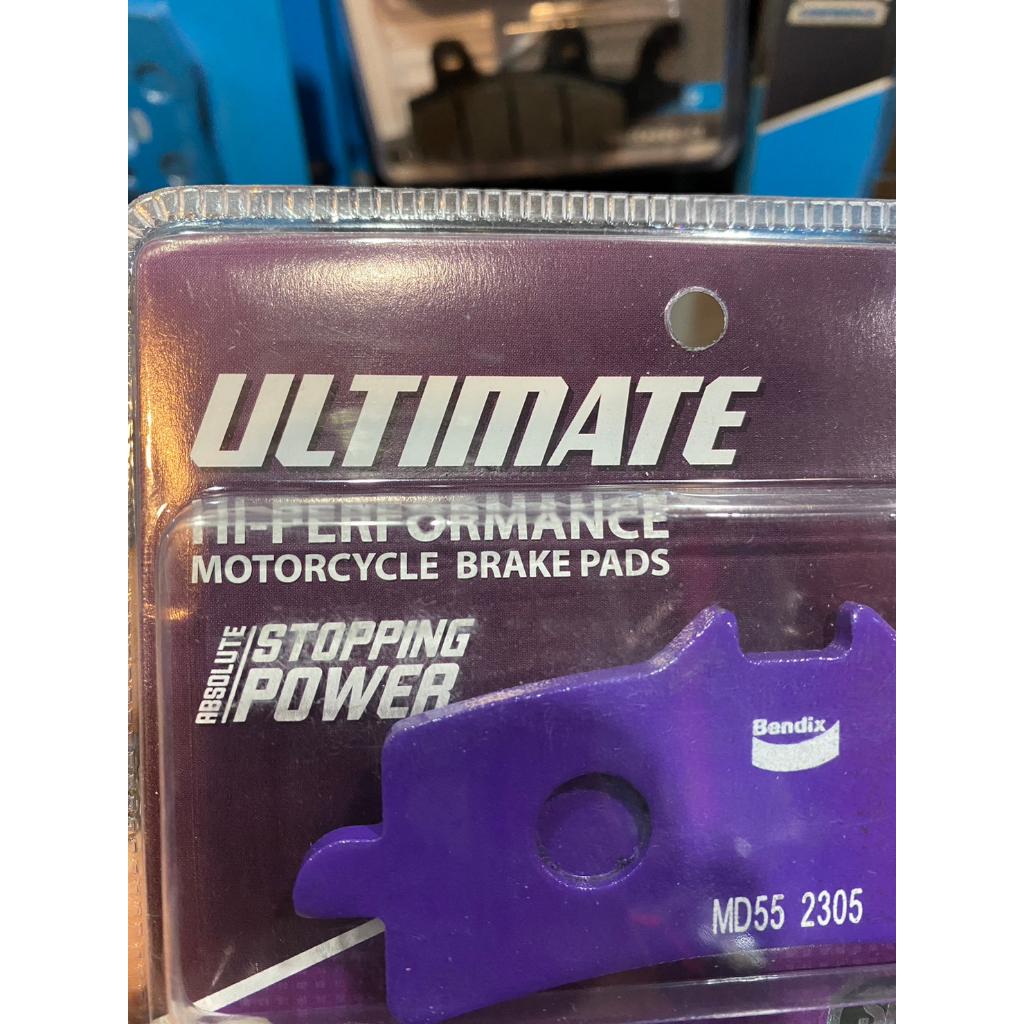 ULTIMATE
HI-PERFORMANCE
MOTORCYCLE BRAKE PADS
ABSOLUTE
STOPPING
POWER
Bendix
MD55 2305